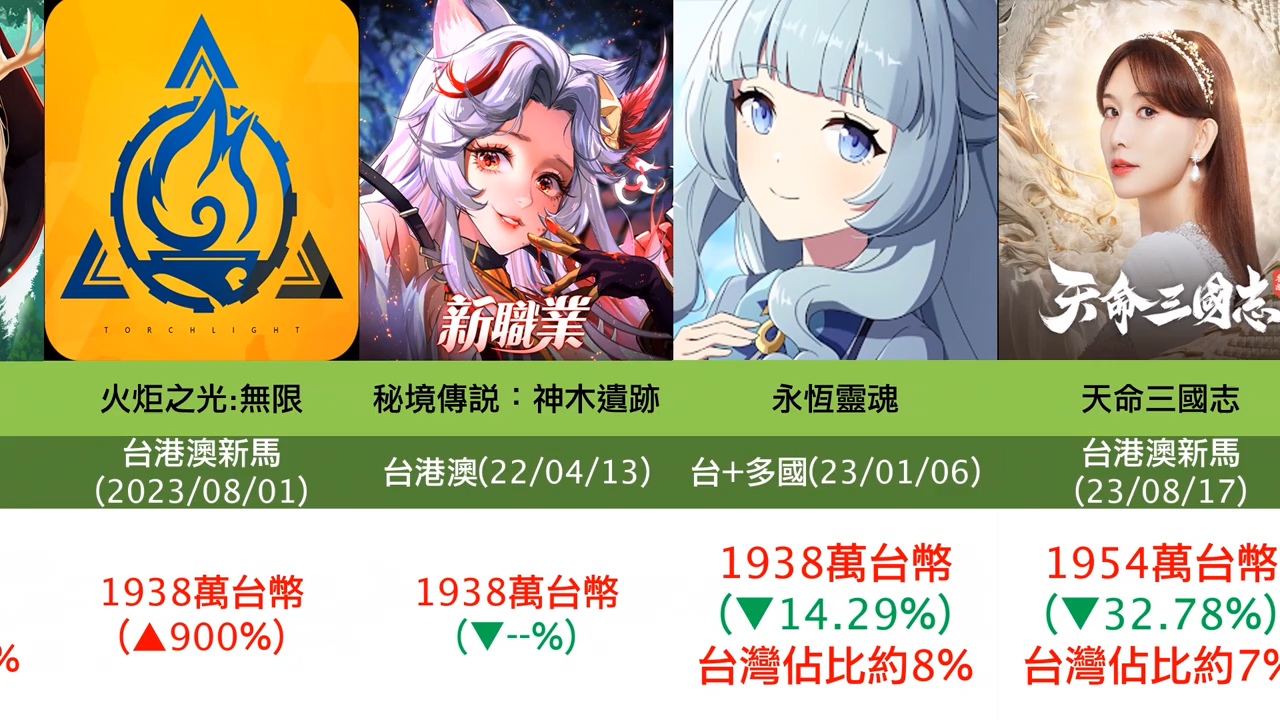 TORCHLIGHT
新職業
天命三國志
火炬之光:無限
秘境傳説：神木遺跡
永恆靈魂
天命三國志
台港澳新馬
(2023/08/01)
台港澳(22/04/13)
台+多國(23/01/06)
台港澳新馬
(23/08/17)
%
1938萬台幣
(▲900%)
1938萬台幣
(▼--%)
1938萬台幣
(▼14.29%)
台灣佔比約8%
1954萬台幣
(▼32.78%)
台灣佔比約7%